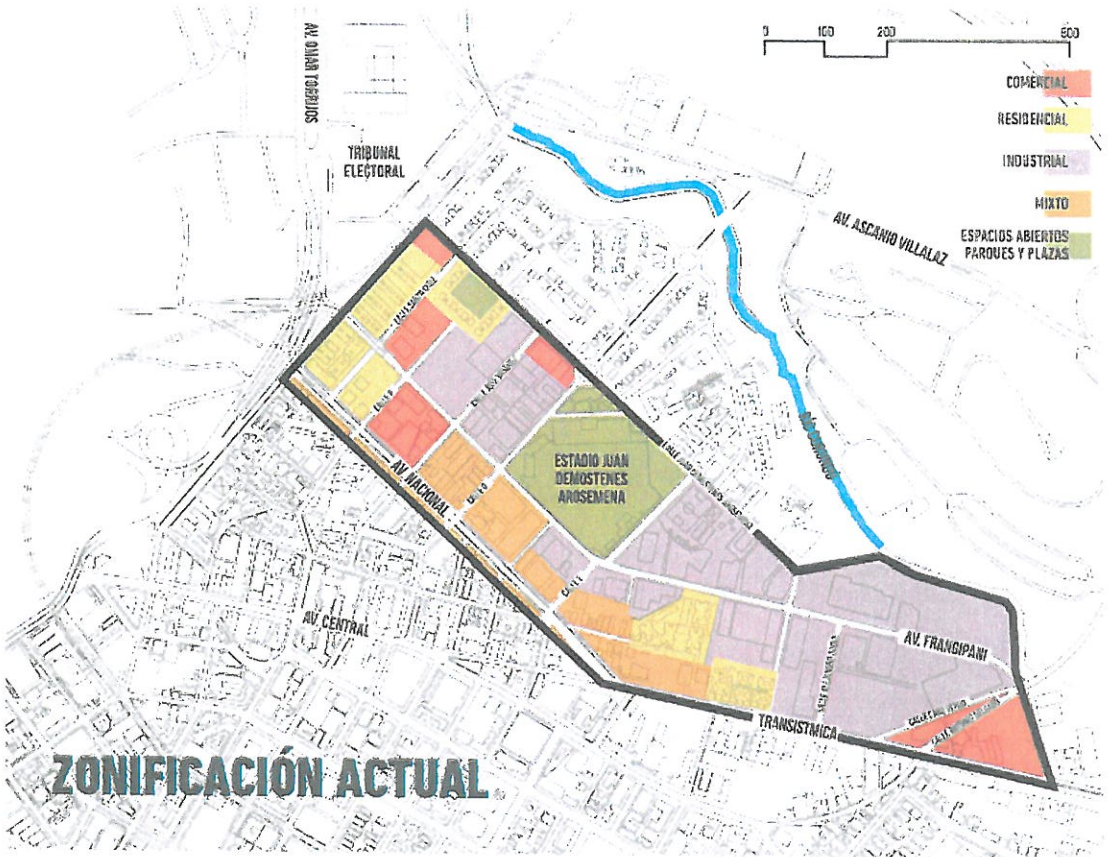 0 100 200 500
COMERCIAL
RESIDENCIAL
INDUSTRIAL
MIXTO
ESPACIOS ABIERTOS
PARQUES Y PLAZAS
AV. OMAR TORRIJOS
TRIBUNAL
ELECTORAL
AV. ASCANIO VILLALAZ
ESTADIO JUAN
DEMOSTENES
AROSEMENA
AV. NACIONAL
CALLE
AV. CENTRAL
AV. FRANGIPANI
TRANSISTMICA
ZONIFICACIÓN ACTUAL